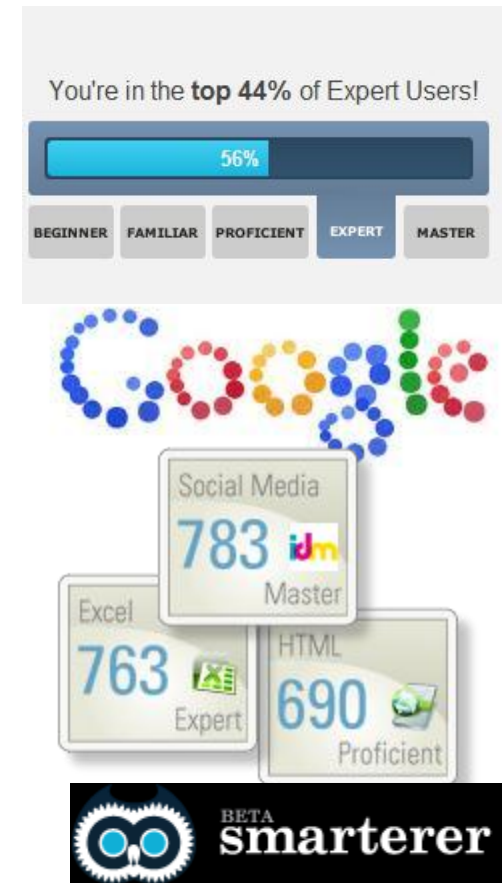 You're in the top 44% of Expert Users!
56%
BEGINNER FAMILIAR PROFICIENT EXPERT MASTER
Google
Social Media
783 idm
Master
Excel
763
Expert
HTML
690
Proficient
BETA
smarterer